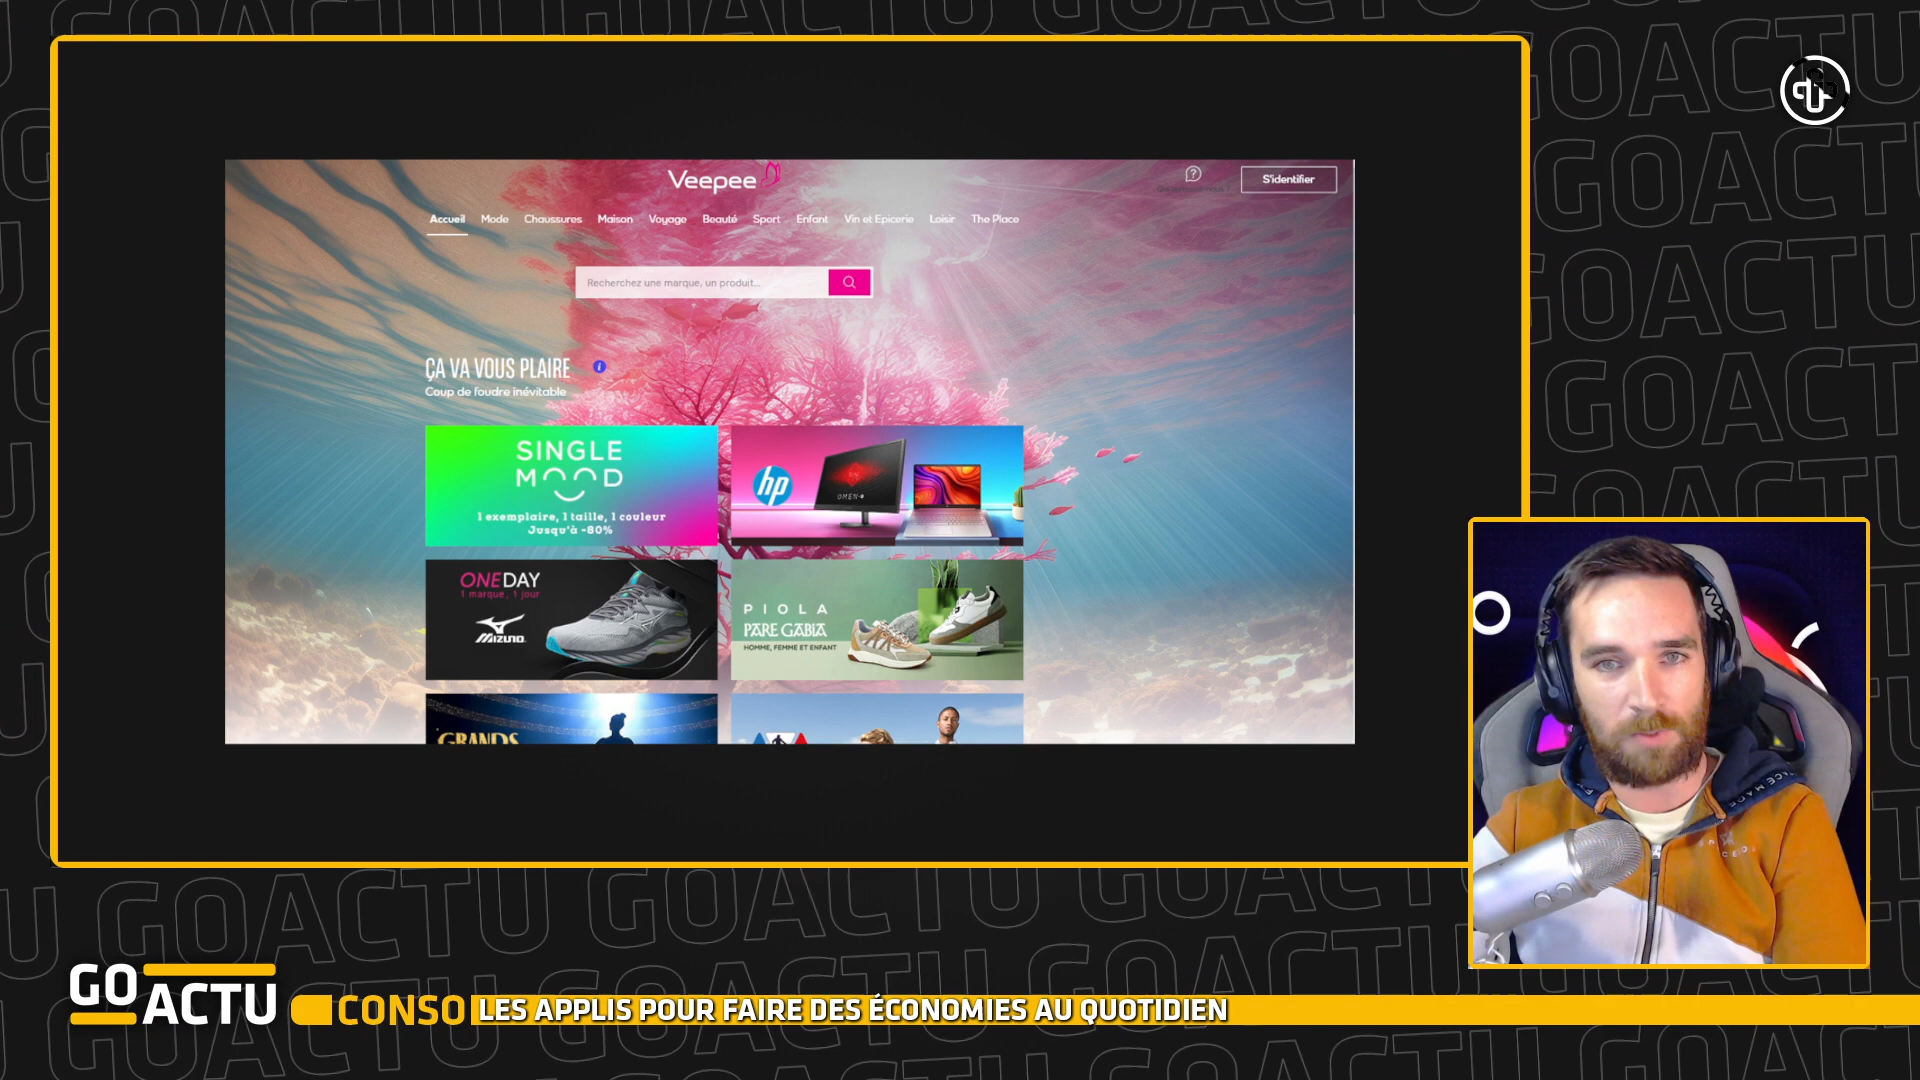 Veepee
S'identifier
Accueil Mode Chaussures Maison Voyage Beauté Sport Enfant Vin et Epicerie Loisir The Place
Recherchez une marque, un produit...
ÇA VA VOUS PLAIRE
Coup de foudre inévitable
SINGLE
MOOD
1 exemplaire, 1 taille, 1 couleur
Jusqu'à -80%
hp
OMEN
ONEDAY
1 marque, 1 jour
MIZUNO
PIOLA
PARE GABIA
HOMME, FEMME ET ENFANT
GRANDS
GO
ACTU
CONSO
LES APPLIS POUR FAIRE DES ÉCONOMIES AU QUOTIDIEN
GOACTU